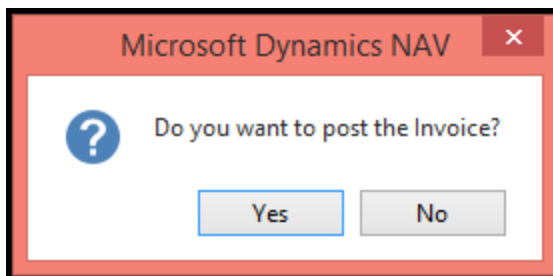 Microsoft Dynamics NAV
Do you want to post the Invoice?
Yes
No